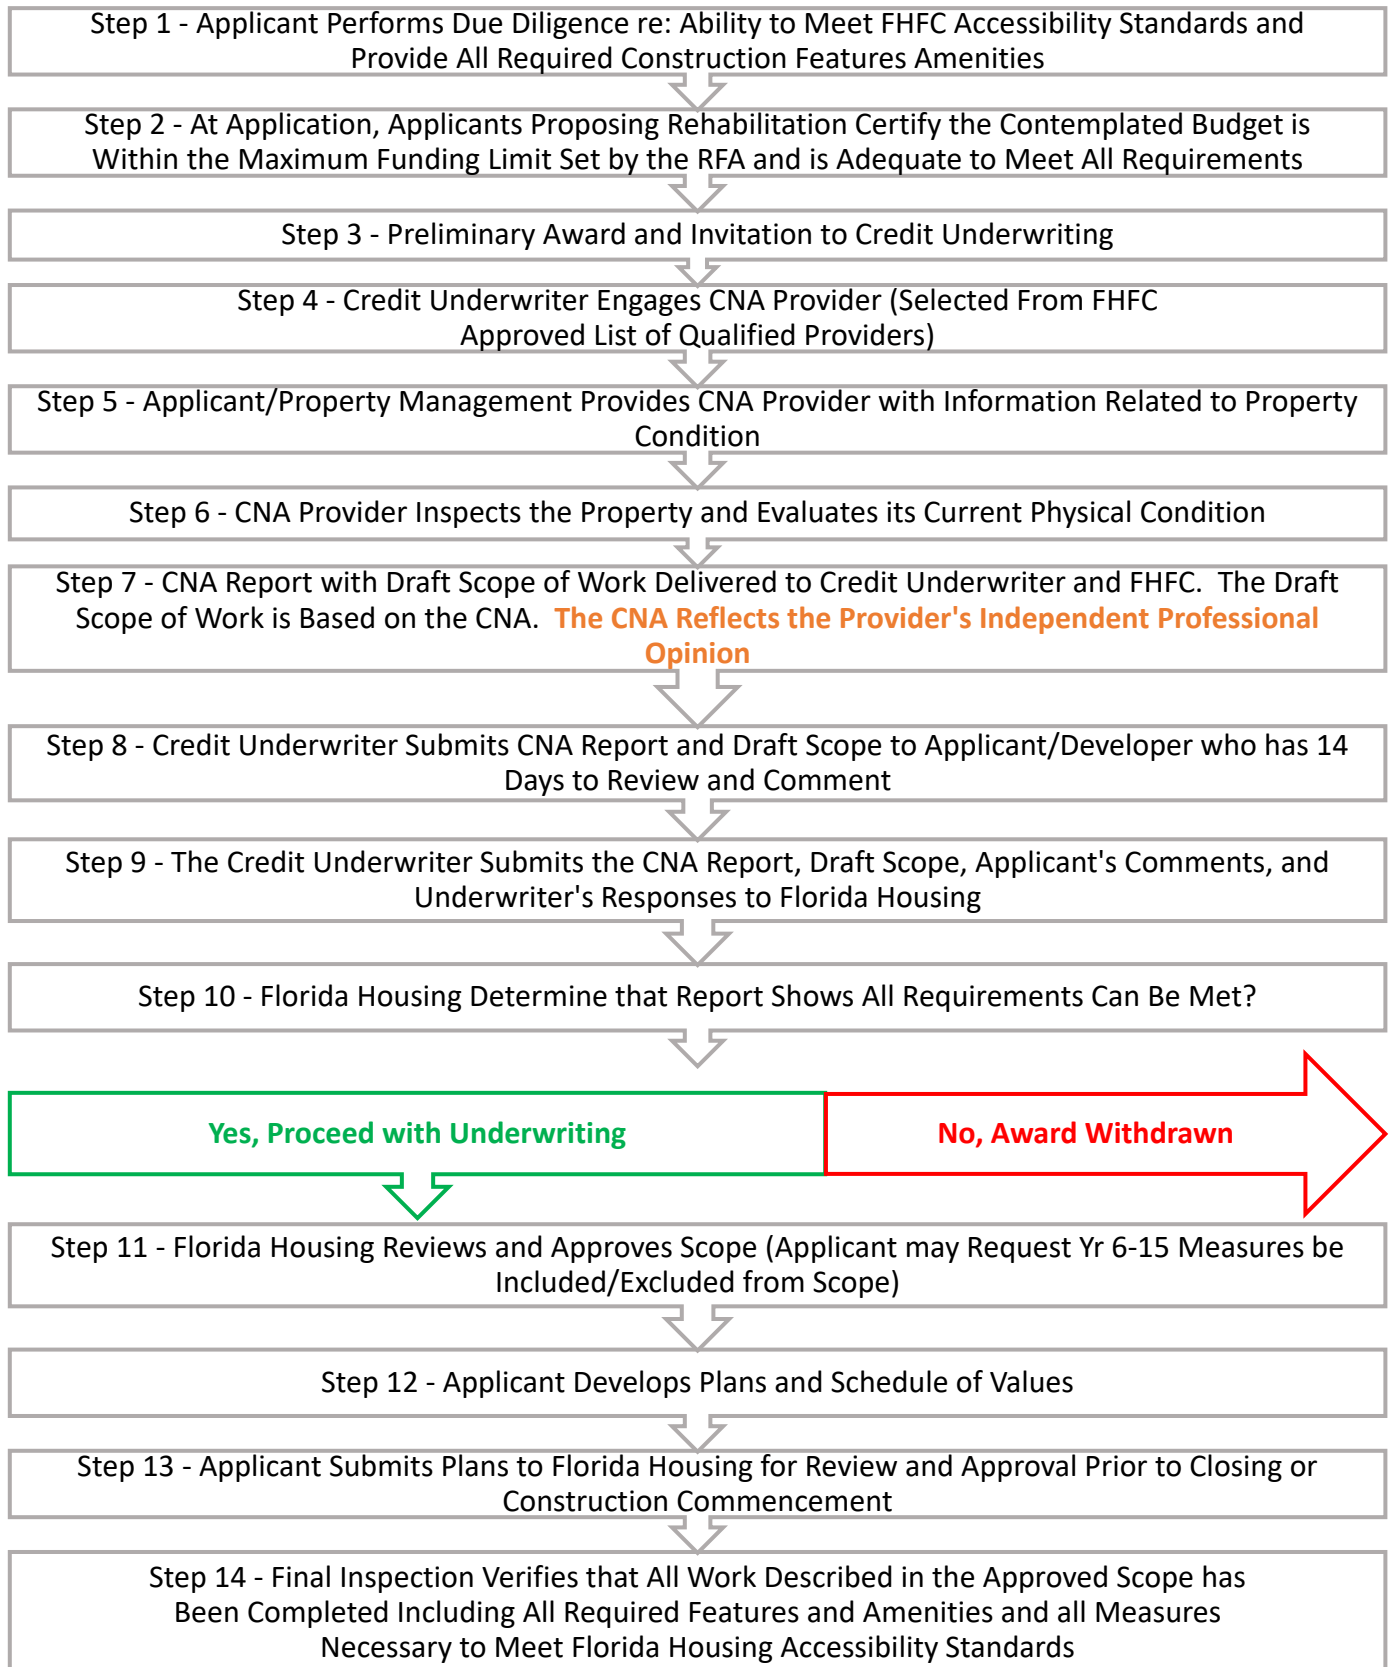 Step 1 - Applicant Performs Due Diligence re: Ability to Meet FHFC Accessibility Standards and
Provide All Required Construction Features Amenities
Step 2 - At Application, Applicants Proposing Rehabilitation Certify the Contemplated Budget is
Within the Maximum Funding Limit Set by the RFA and is Adequate to Meet All Requirements
Step 3 - Preliminary Award and Invitation to Credit Underwriting
Step 4 - Credit Underwriter Engages CNA Provider (Selected From FHFC
Approved List of Qualified Providers)
Step 5 - Applicant/Property Management Provides CNA Provider with Information Related to Property
Condition
Step 6 - CNA Provider Inspects the Property and Evaluates its Current Physical Condition
Step 7 - CNA Report with Draft Scope of Work Delivered to Credit Underwriter and FHFC.  The Draft
Scope of Work is Based on the CNA.  The CNA Reflects the Provider's Independent Professional
Opinion
Step 8 - Credit Underwriter Submits CNA Report and Draft Scope to Applicant/Developer who has 14
Days to Review and Comment
Step 9 - The Credit Underwriter Submits the CNA Report, Draft Scope, Applicant's Comments, and
Underwriter's Responses to Florida Housing
Step 10 - Florida Housing Determine that Report Shows All Requirements Can Be Met?
Yes, Proceed with Underwriting
No, Award Withdrawn
Step 11 - Florida Housing Reviews and Approves Scope (Applicant may Request Yr 6-15 Measures be
Included/Excluded from Scope)
Step 12 - Applicant Develops Plans and Schedule of Values
Step 13 - Applicant Submits Plans to Florida Housing for Review and Approval Prior to Closing or
Construction Commencement
Step 14 - Final Inspection Verifies that All Work Described in the Approved Scope has
Been Completed Including All Required Features and Amenities and all Measures
Necessary to Meet Florida Housing Accessibility Standards